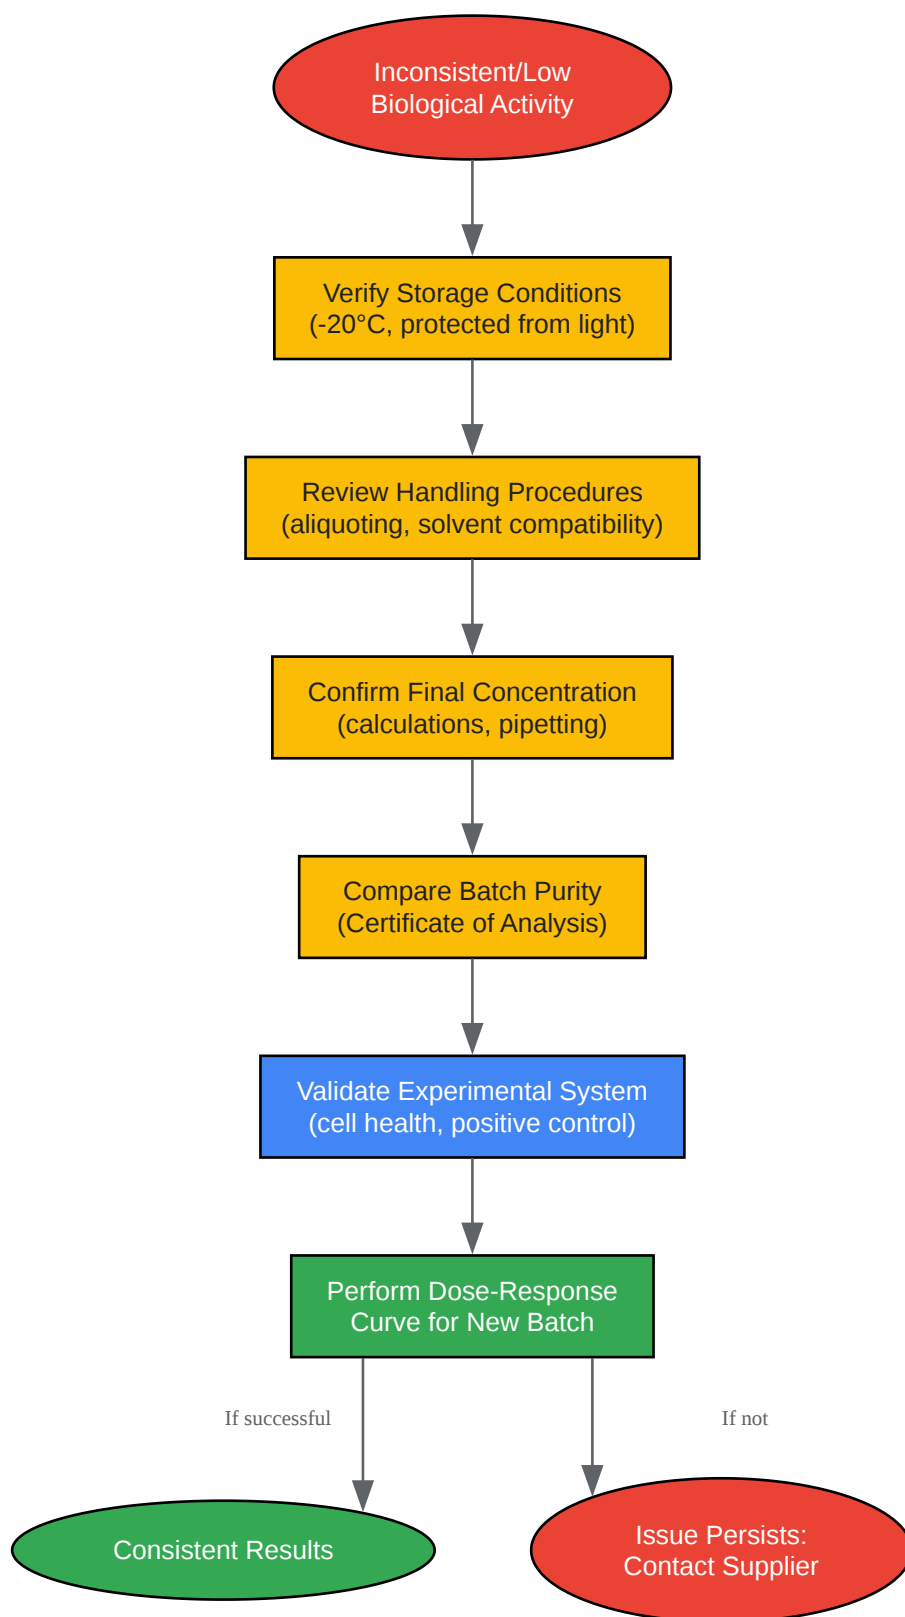 Inconsistent/Low
Biological Activity
Verify Storage Conditions
(-20°C, protected from light)
Review Handling Procedures
(aliquoting, solvent compatibility)
Confirm Final Concentration
(calculations, pipetting)
Compare Batch Purity
(Certificate of Analysis)
Validate Experimental System
(cell health, positive control)
Perform Dose-Response
Curve for New Batch
If successful
If not
Consistent Results
Issue Persists:
Contact Supplier